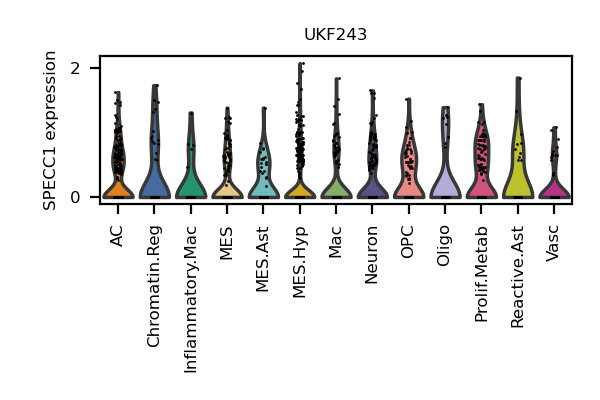 UKF243
SPECC1 expression
2
0
AC
Chromatin.Reg
Inflammatory.Mac
MES
MES.Ast
MES.Hyp
Mac
Neuron
OPC
Oligo
Prolif.Metab
Reactive.Ast
Vasc